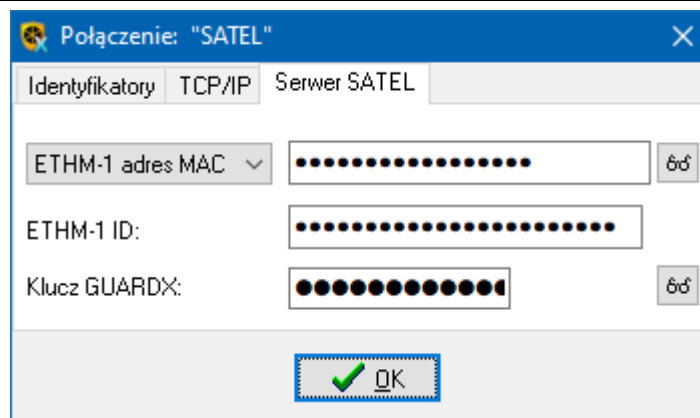 Połączenie: "SATEL"
Identyfikatory TCP/IP Serwer SATEL
ETHM-1 adres MAC ●●●●●●●●●●●●●●●●●
ETHM-1 ID: ●●●●●●●●●●●●●●●●●●●●●●●
Klucz GUARDX: ●●●●●●●●●●●●
OK